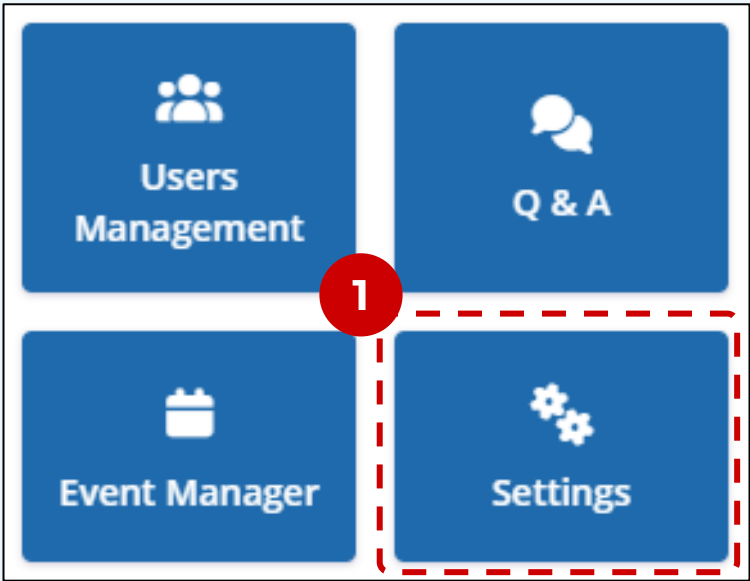 Users
Management
Q & A
1
Event Manager
Settings